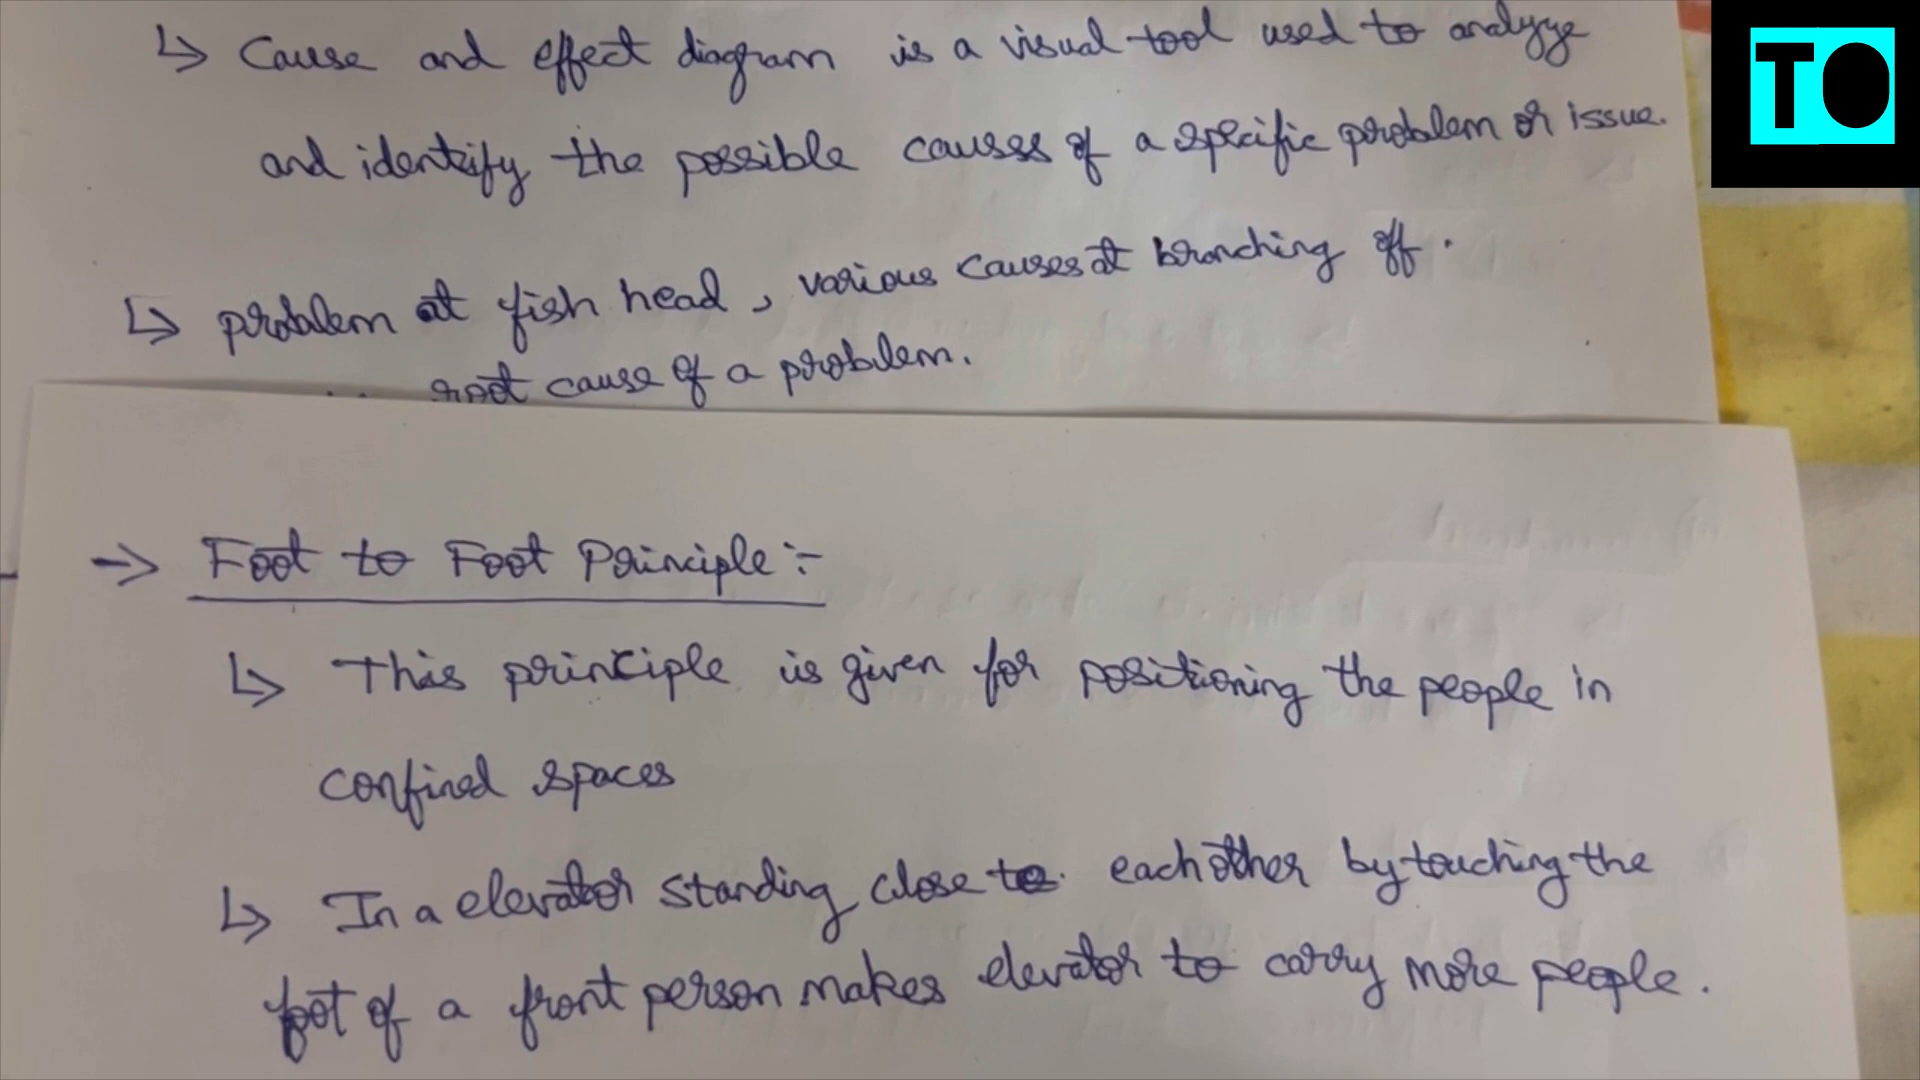 TO
↳ Cause and effect diagram is a visual tool used to analyze
and identify the possible causes of a specific problem or issue.
↳ problem at fish head, various causes at branching off.
root cause of a problem.
→ Foot to Foot Principle :-
↳ This principle is given for positioning the people in
confined spaces
↳ In a elevator standing close to each other by touching the
foot of a front person makes elevator to carry more people.